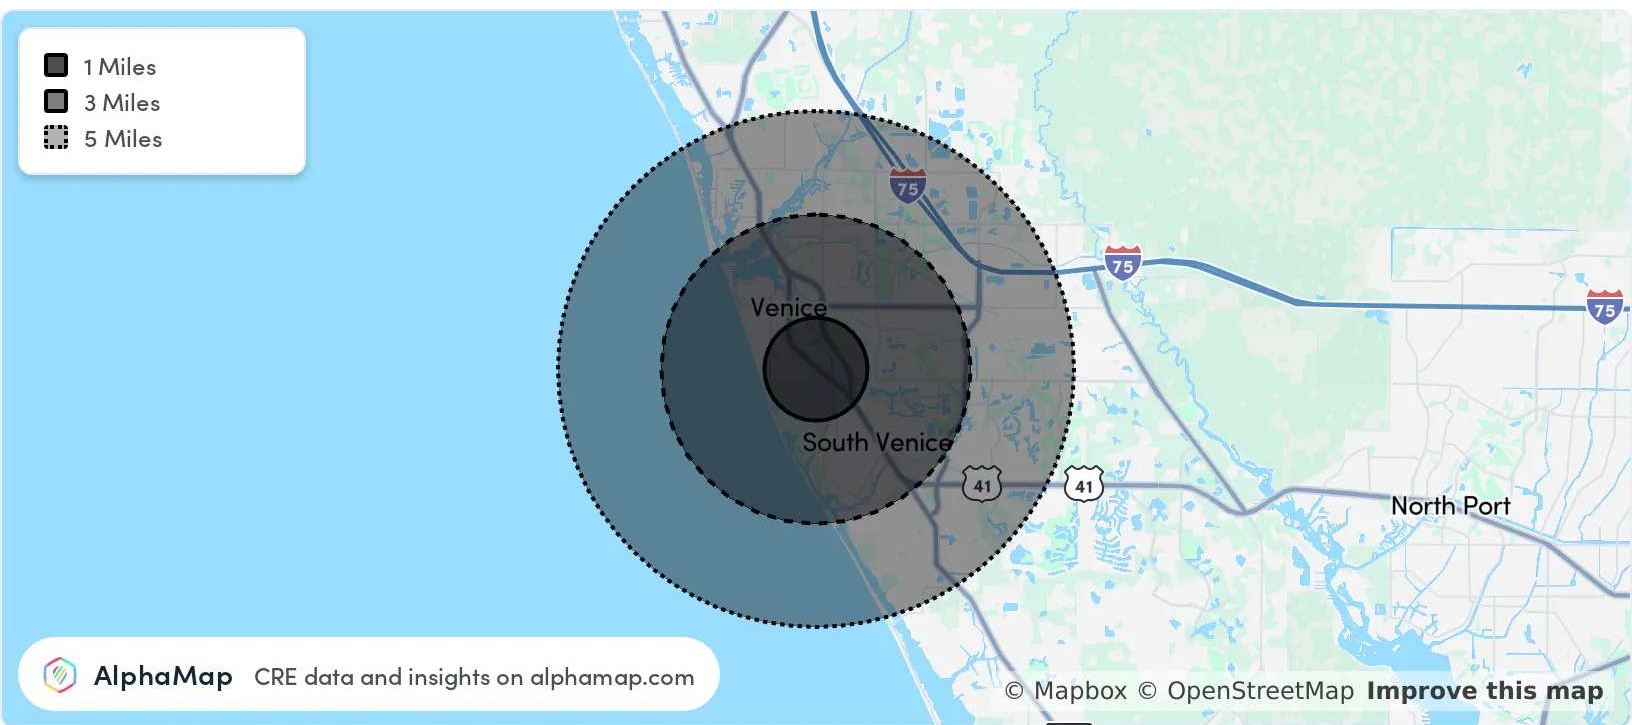 1 Miles
3 Miles
5 Miles
75
75
75
Venice
South Venice
41
41
North Port
AlphaMap CRE data and insights on alphamap.com
© Mapbox © OpenStreetMap Improve this map